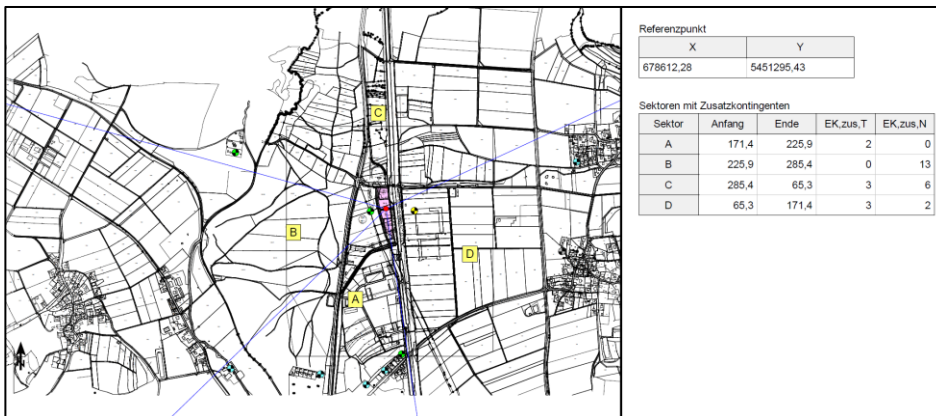 C
B
D
A
Referenzpunkt
X Y
678612,28 5451295,43
Sektoren mit Zusatzkontingenten
Sektor Anfang Ende EK,zus,T EK,zus,N
A 171,4 225,9 2 0
B 225,9 285,4 0 13
C 285,4 65,3 3 6
D 65,3 171,4 3 2